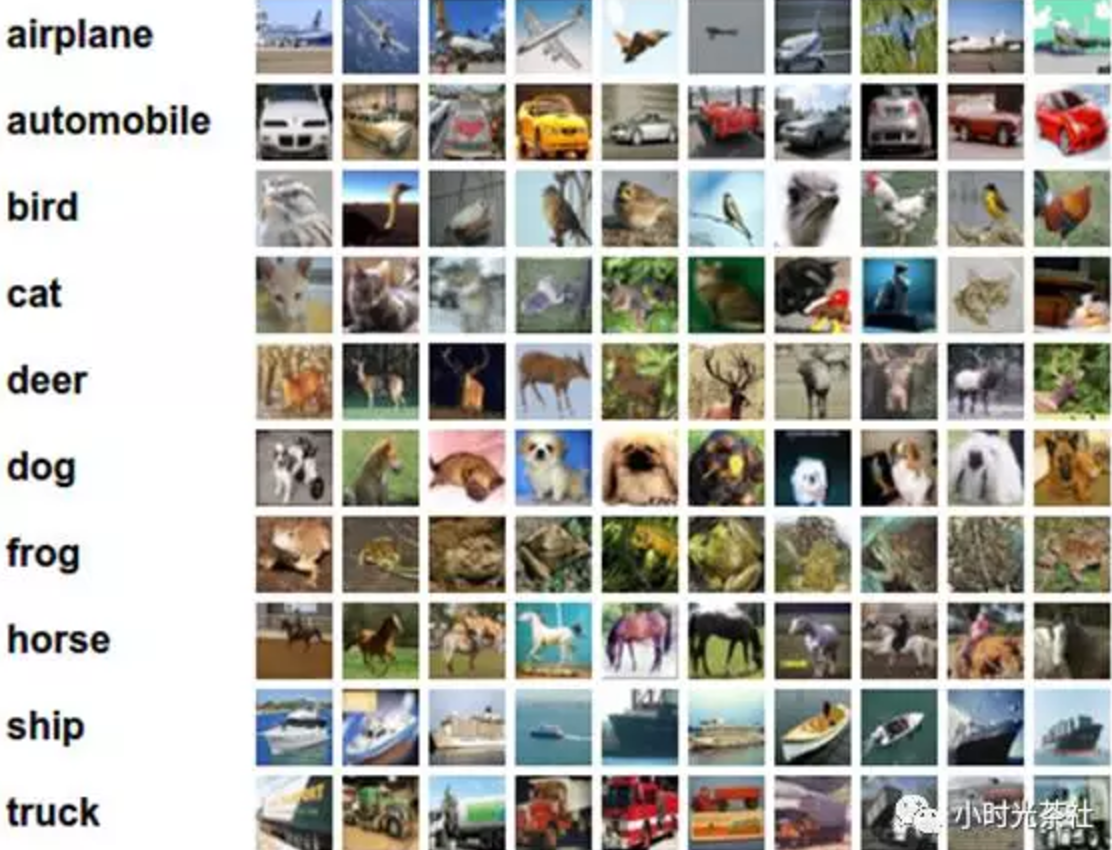 airplane
automobile
bird
cat
deer
dog
frog
horse
ship
truck
小时光茶社